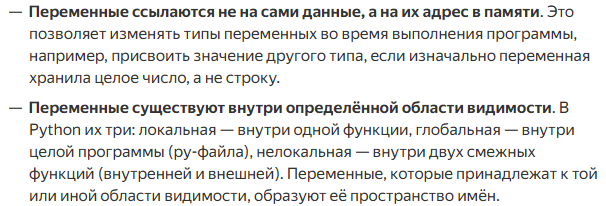 — Переменные ссылаются не на сами данные, а на их адрес в памяти. Это
позволяет изменять типы переменных во время выполнения программы,
например, присвоить значение другого типа, если изначально переменная
хранила целое число, а не строку.
— Переменные существуют внутри определённой области видимости. В
Python их три: локальная — внутри одной функции, глобальная — внутри
целой программы (py-файла), нелокальная — внутри двух смежных
функций (внутренней и внешней). Переменные, которые принадлежат к той
или иной области видимости, образуют её пространство имён.